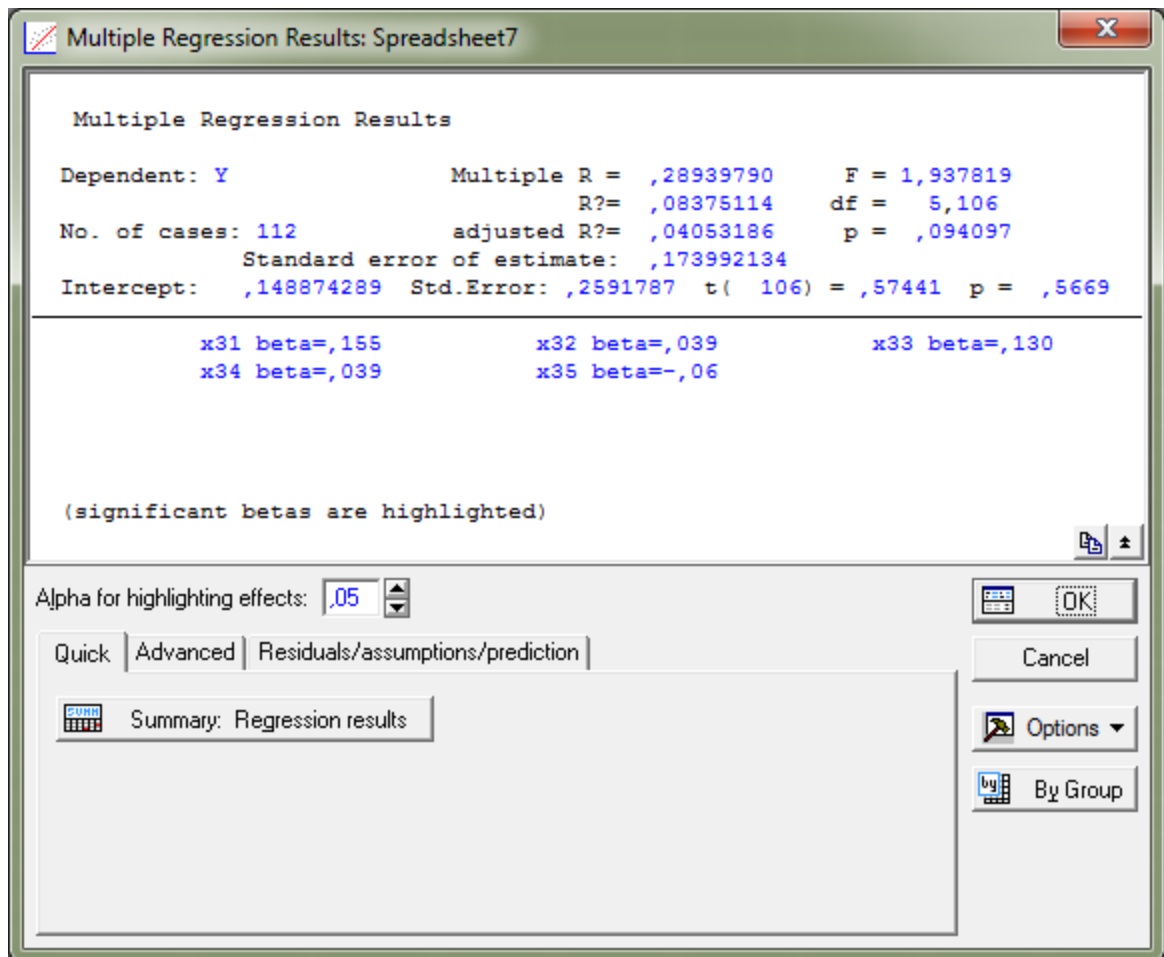 Multiple Regression Results: Spreadsheet7
Multiple Regression Results
Dependent: Y Multiple R = ,28939790 F = 1,937819
R?= ,08375114 df = 5,106
No. of cases: 112 adjusted R?= ,04053186 p = ,094097
Standard error of estimate: ,173992134
Intercept: ,148874289 Std.Error: ,2591787 t( 106) = ,57441 p = ,5669
x31 beta=,155 x32 beta=,039 x33 beta=,130
x34 beta=,039 x35 beta=-,06
(significant betas are highlighted)
Alpha for highlighting effects: ,05
OK
Quick Advanced Residuals/assumptions/prediction
Cancel
SUMM Summary: Regression results
Options
by By Group